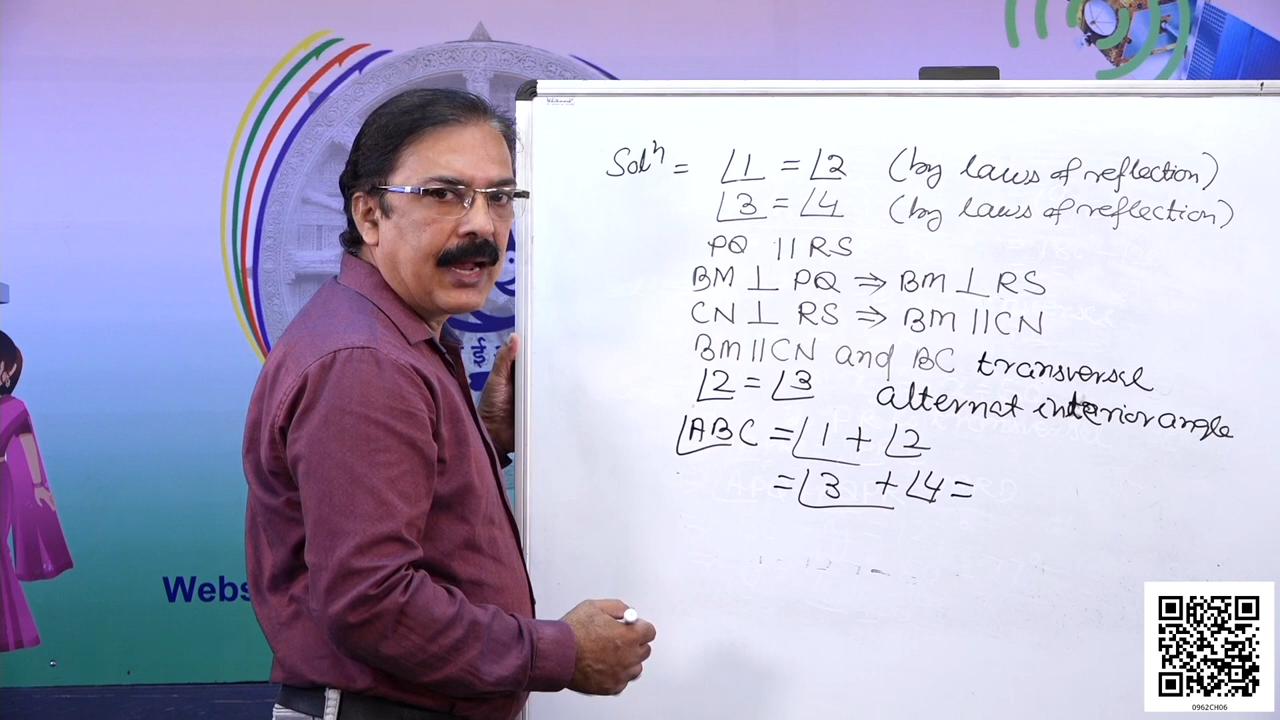 Solⁿ = ∠1 = ∠2 (by laws of reflection)
∠3 = ∠4 (by laws of reflection)
PQ || RS
BM ⊥ PQ ⇒ BM ⊥ RS
CN ⊥ RS ⇒ BM || CN
BM || CN and BC transversal
∠2 = ∠3 alternat interior angle
∠ABC = ∠1 + ∠2
= ∠3 + ∠4 =
ई
Webs
0962CH06